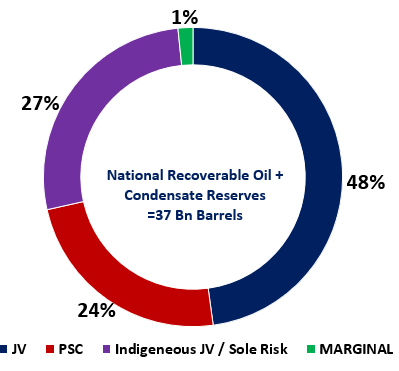 1%
27%
48%
24%
National Recoverable Oil +
Condensate Reserves
=37 Bn Barrels
JV PSC Indigeneous JV / Sole Risk MARGINAL